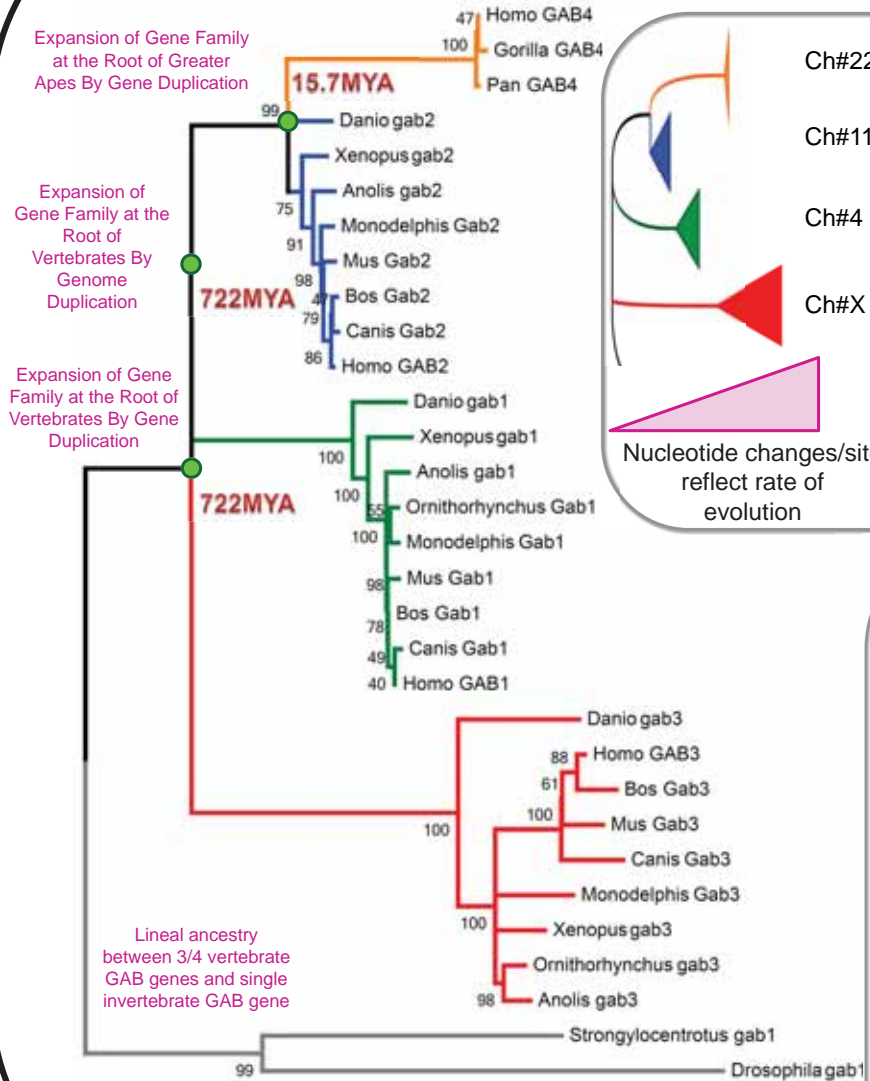 Expansion of Gene Family
at the Root of Greater
Apes By Gene Duplication
15.7MYA
47
100
Homo GAB4
Gorilla GAB4
Pan GAB4
99
Danio gab2
Xenopus gab2
75
Anolis gab2
91
Monodelphis Gab2
98
Mus Gab2
47
Bos Gab2
79
Canis Gab2
86
Homo GAB2
Expansion of
Gene Family at the
Root of
Vertebrates By
Genome
Duplication
722MYA
Expansion of Gene
Family at the Root of
Vertebrates By Gene
Duplication
722MYA
Danio gab1
100
Xenopus gab1
100
Anolis gab1
55
Ornithorhynchus Gab1
100
Monodelphis Gab1
98
Mus Gab1
Bos Gab1
78
Canis Gab1
49
40
Homo GAB1
Danio gab3
88
Homo GAB3
61
Bos Gab3
100
Mus Gab3
Canis Gab3
100
Monodelphis Gab3
100
Xenopus gab3
Ornithorhynchus gab3
98
Anolis gab3
Lineal ancestry
between 3/4 vertebrate
GAB genes and single
invertebrate GAB gene
Strongylocentrotus gab1
99
Drosophila gab1
Ch#22
Ch#11
Ch#4
Ch#X
Nucleotide changes/site
reflect rate of
evolution